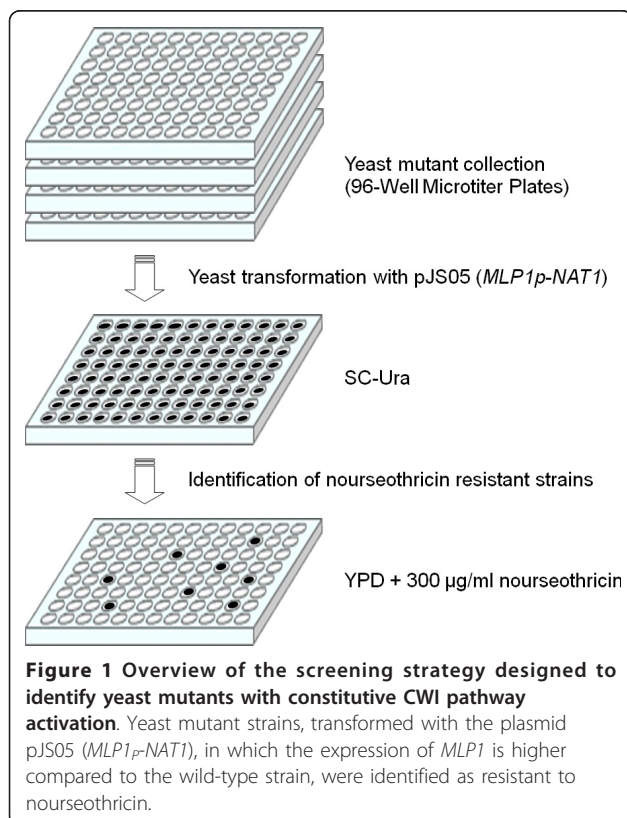 Yeast mutant collection
(96-Well Microtiter Plates)
Yeast transformation with pJS05 (MLP1p-NAT1)
SC-Ura
Identification of nourseothricin resistant strains
YPD + 300 µg/ml nourseothricin
Figure 1 Overview of the screening strategy designed to
identify yeast mutants with constitutive CWI pathway
activation. Yeast mutant strains, transformed with the plasmid
pJS05 (MLP1P-NAT1), in which the expression of MLP1 is higher
compared to the wild-type strain, were identified as resistant to
nourseothricin.